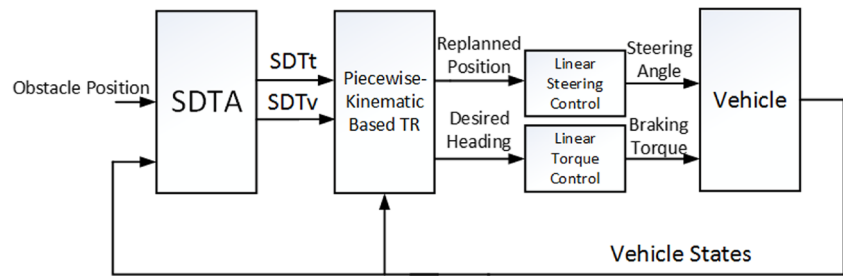 Obstacle Position
SDTA
SDTt
SDTv
Piecewise-
Kinematic
Based TR
Replanned
Position
Desired
Heading
Linear
Steering
Control
Linear
Torque
Control
Steering
Angle
Braking
Torque
Vehicle
Vehicle States